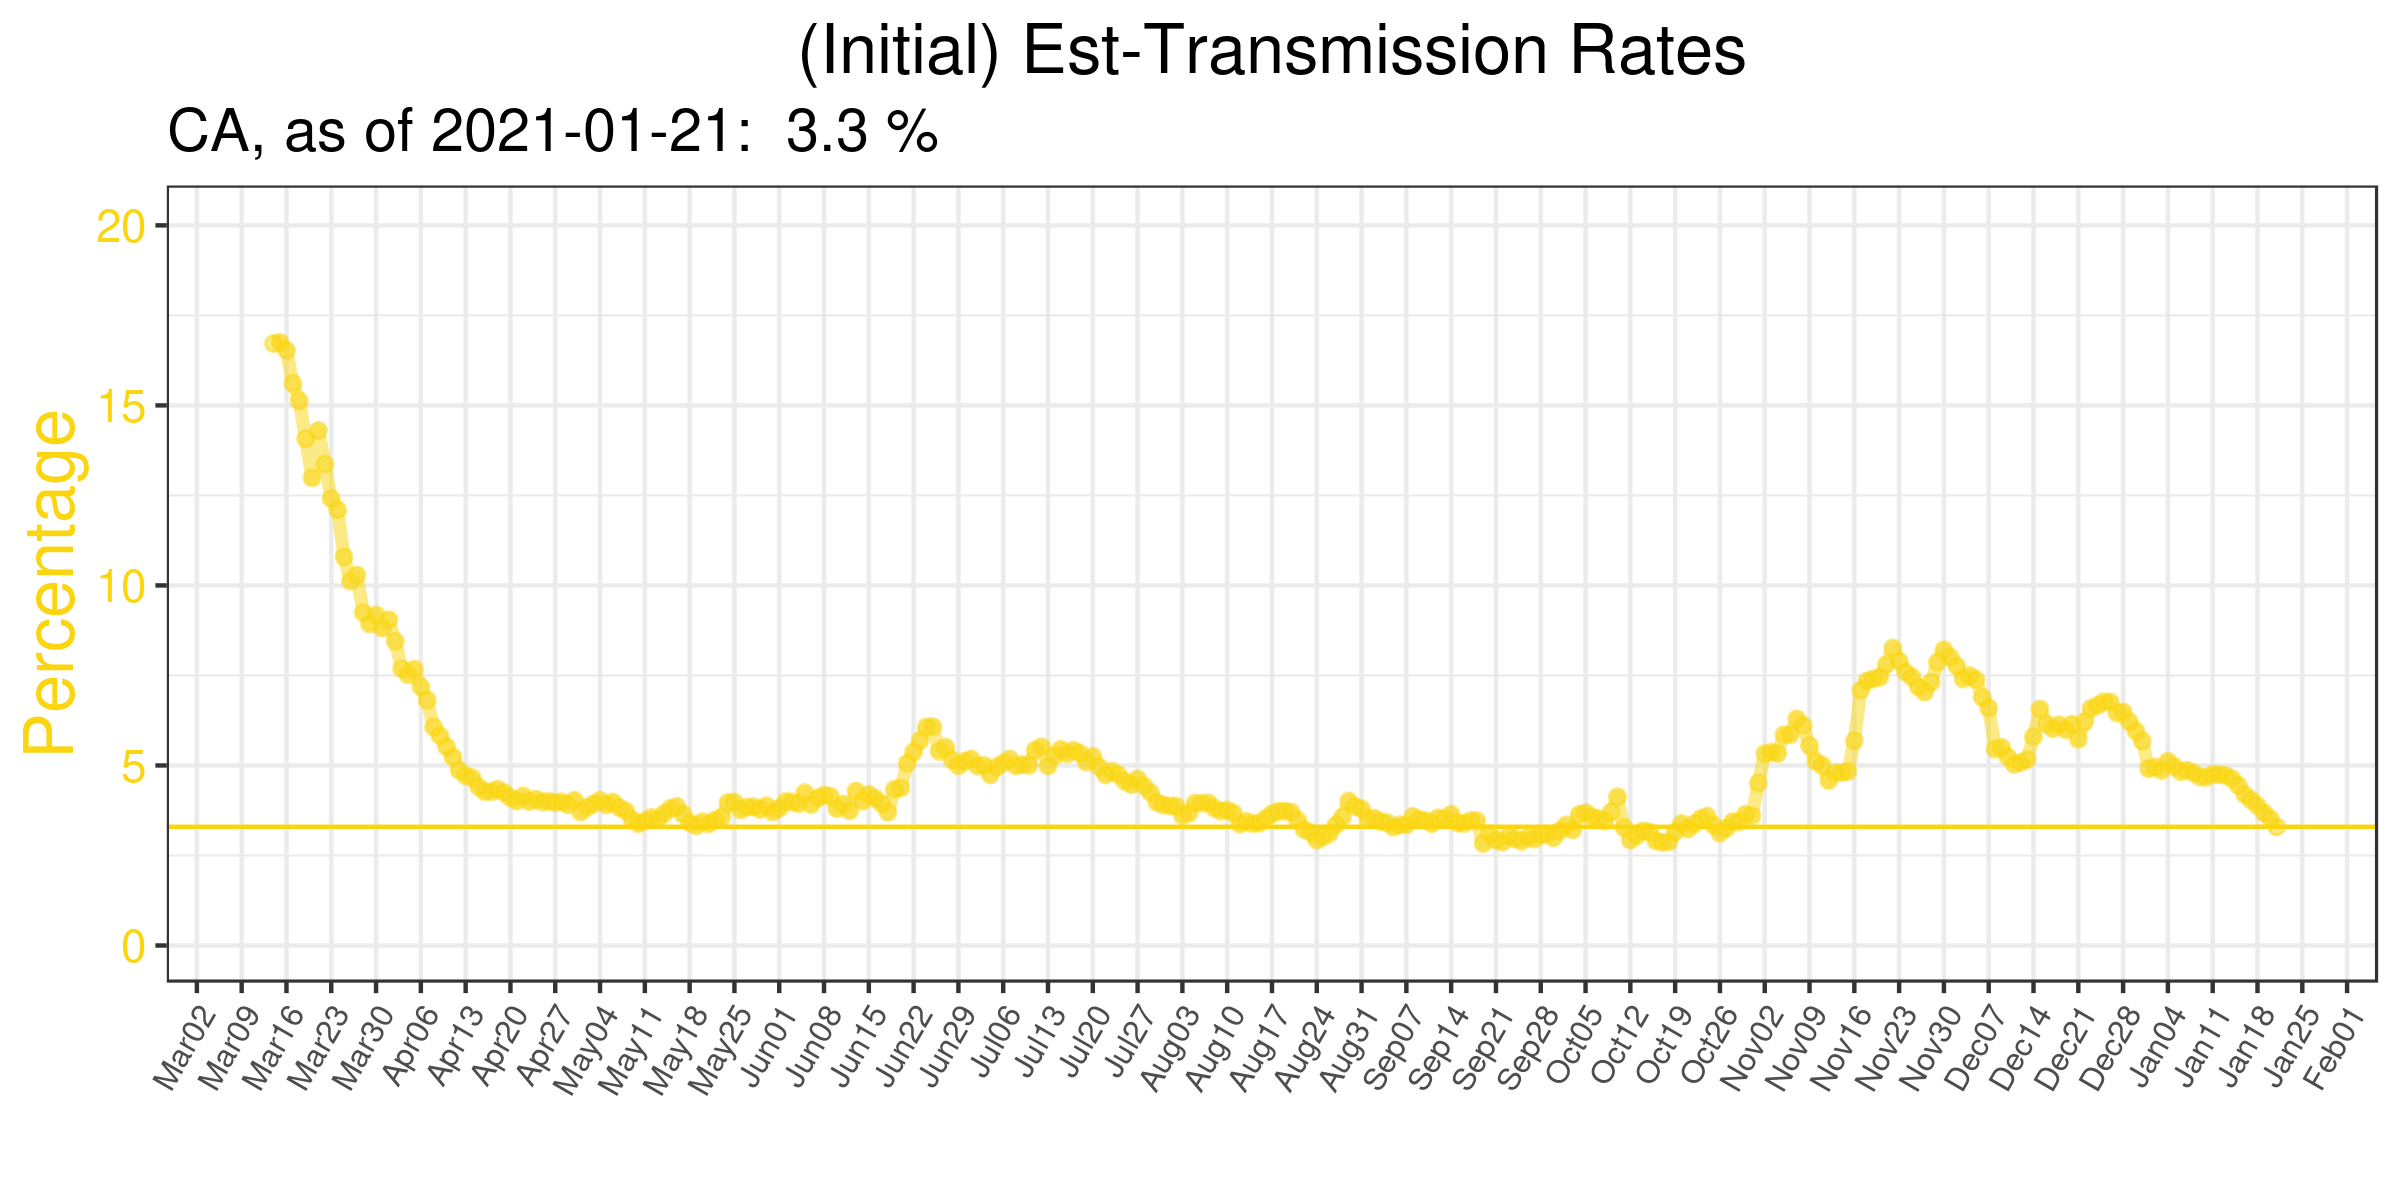 (Initial) Est-Transmission Rates
CA, as of 2021-01-21:  3.3 %
Percentage
20
15
10
5
0
Mar02
Mar09
Mar16
Mar23
Mar30
Apr06
Apr13
Apr20
Apr27
May04
May11
May18
May25
Jun01
Jun08
Jun15
Jun22
Jun29
Jul06
Jul13
Jul20
Jul27
Aug03
Aug10
Aug17
Aug24
Aug31
Sep07
Sep14
Sep21
Sep28
Oct05
Oct12
Oct19
Oct26
Nov02
Nov09
Nov16
Nov23
Nov30
Dec07
Dec14
Dec21
Dec28
Jan04
Jan11
Jan18
Jan25
Feb01